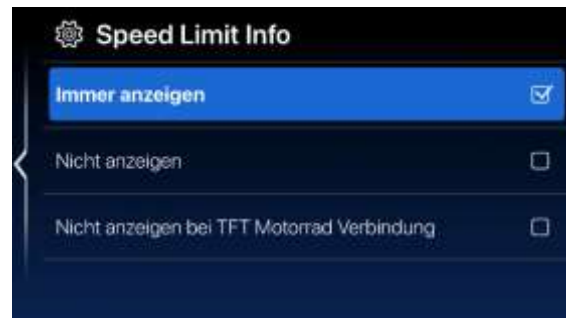 Speed Limit Info
Immer anzeigen
Nicht anzeigen
Nicht anzeigen bei TFT Motorrad Verbindung